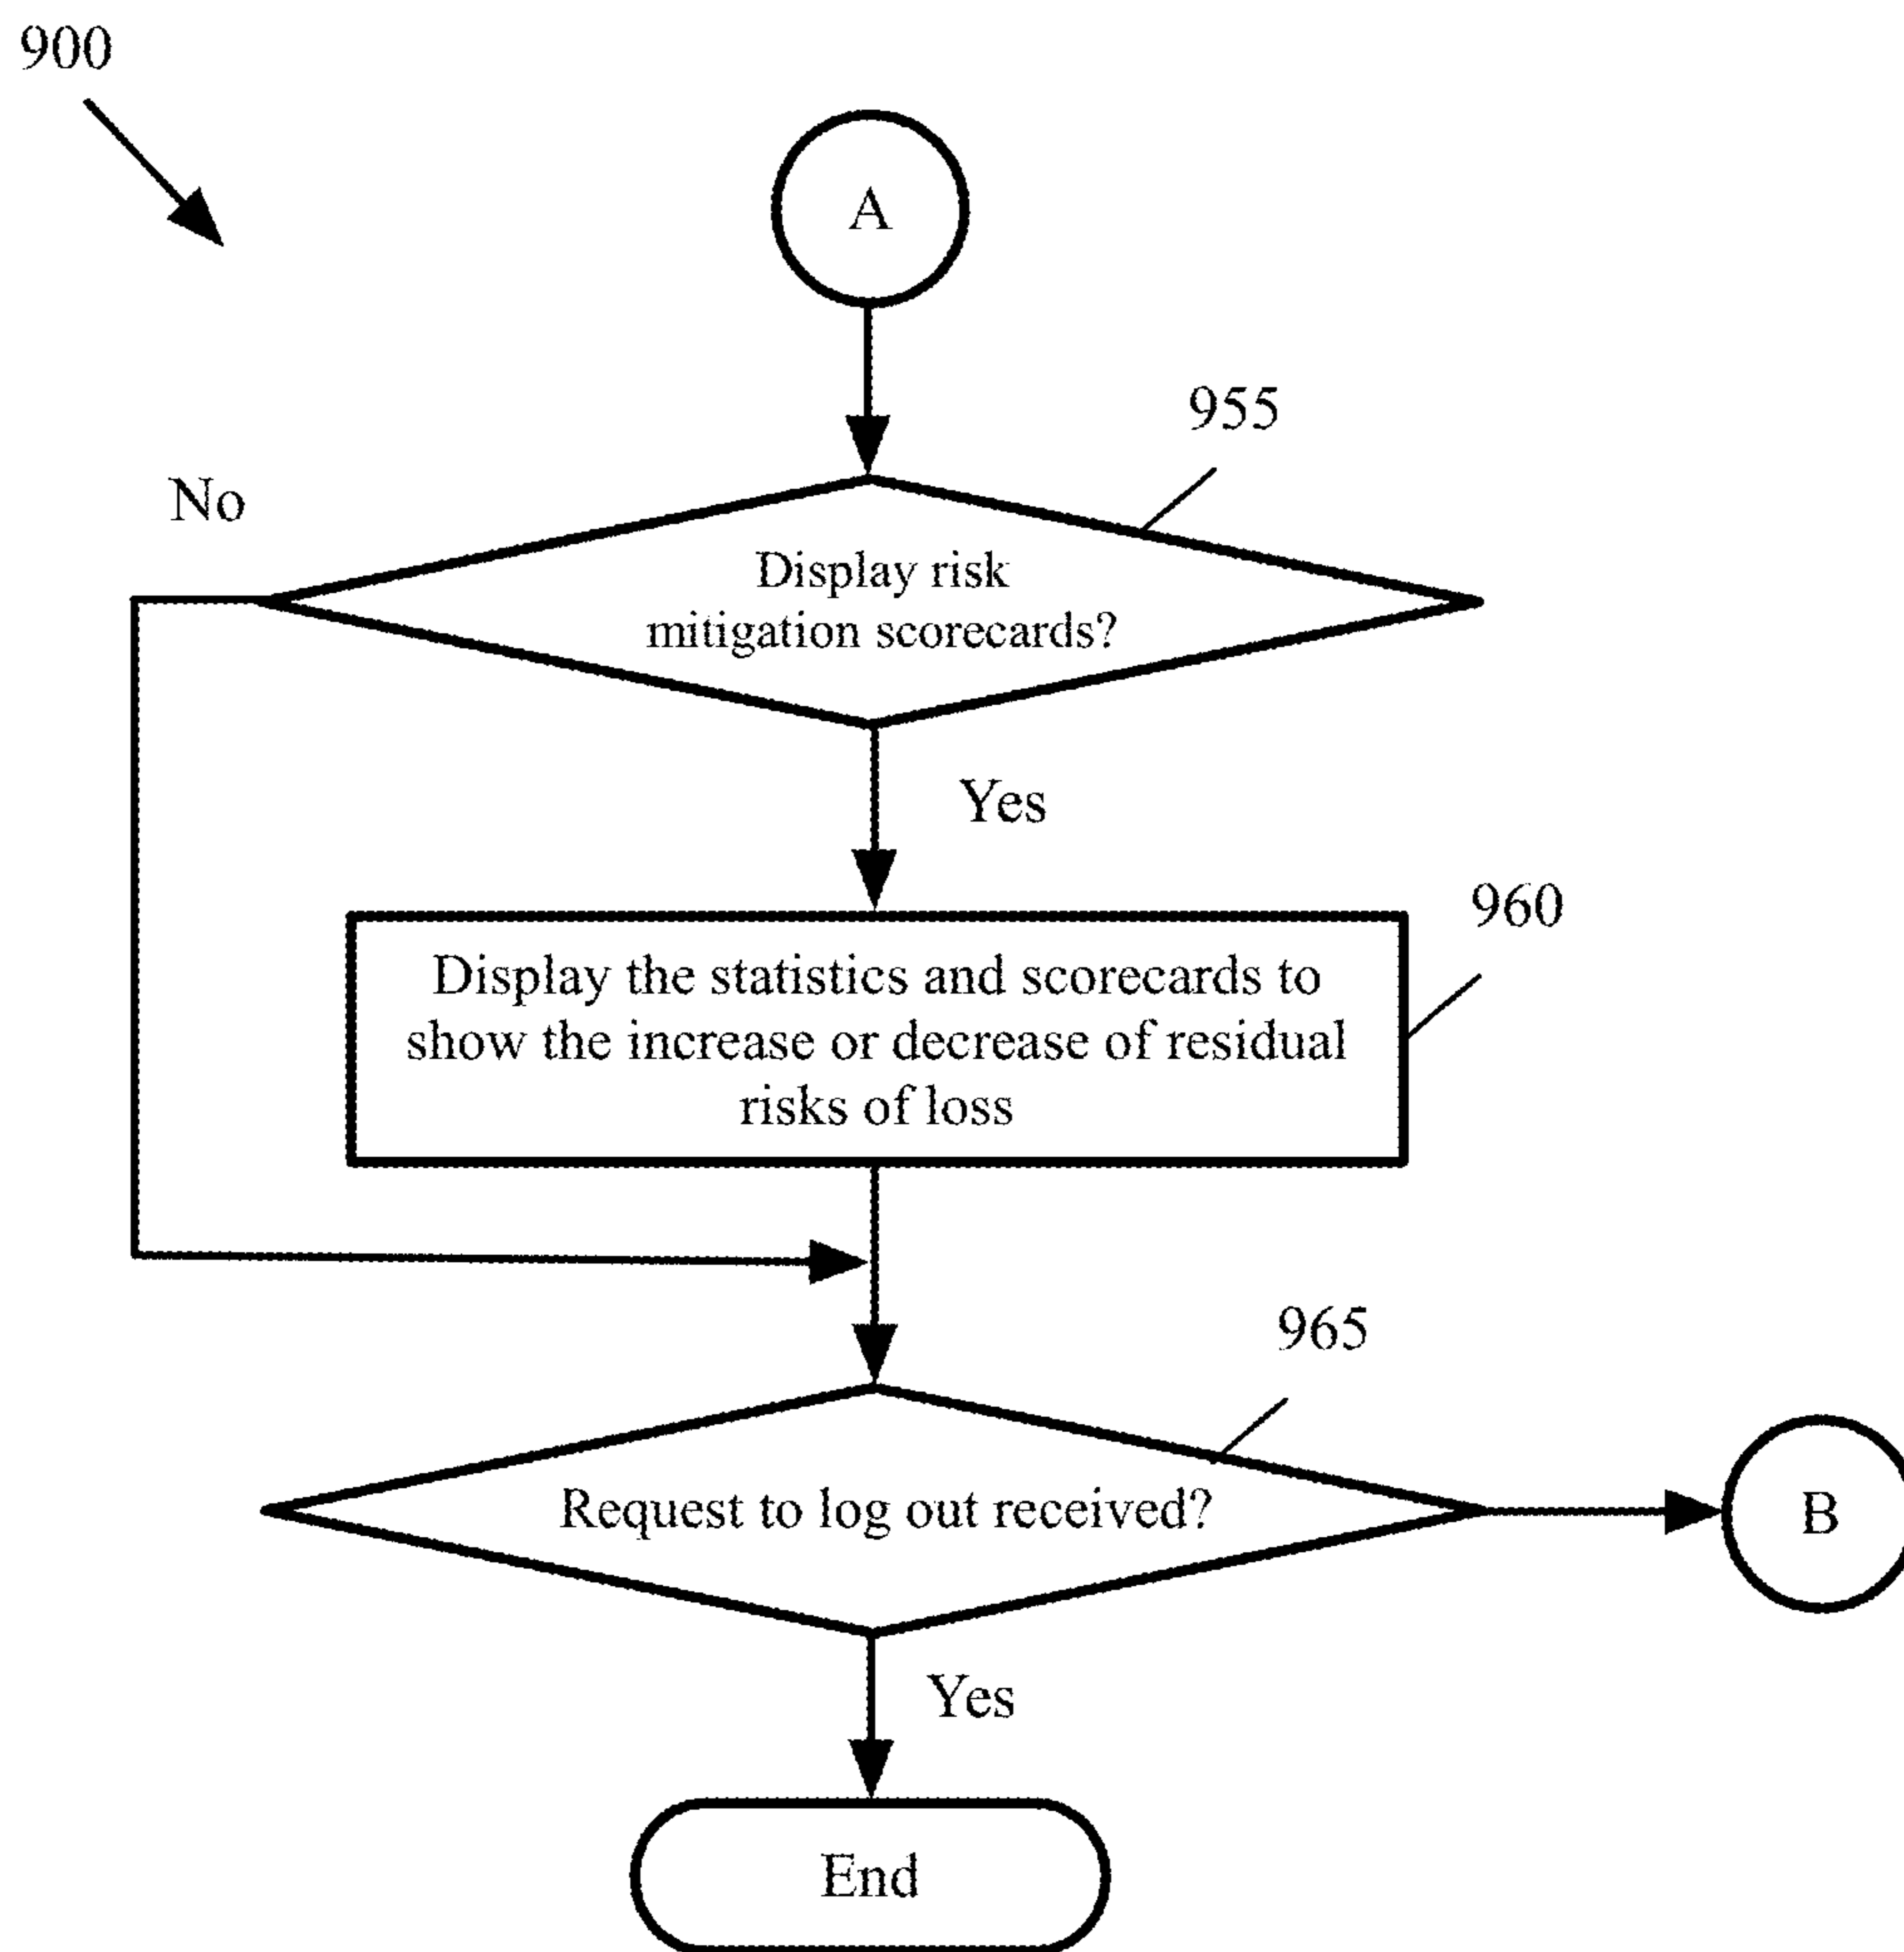 900
A
955
No
Display risk
mitigation scorecards?
Yes
960
Display the statistics and scorecards to
show the increase or decrease of residual
risks of loss
965
Request to log out received?
B
Yes
End